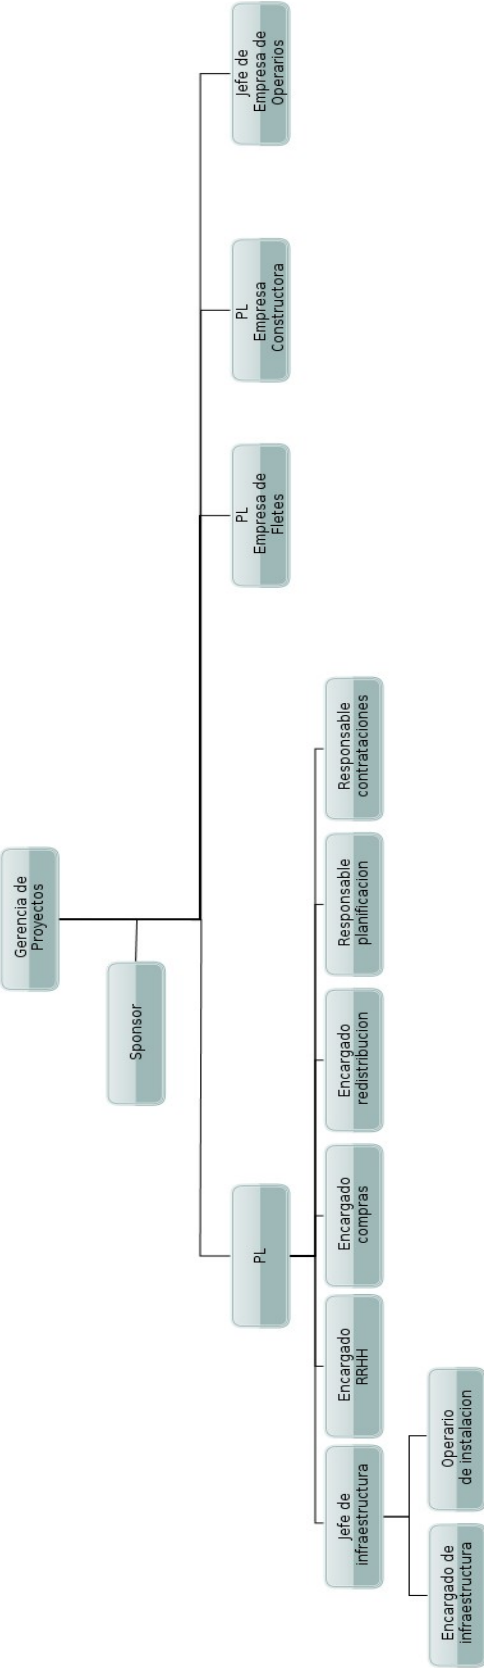 Gerencia de
Proyectos
Sponsor
PL
PL
Empresa de
Fletes
PL
Empresa
Constructora
Jefe de
Empresa de
Operarios
Jefe de
infraestructura
Encargado
RRHH
Encargado
compras
Encargado
redistribucion
Responsable
planificacion
Responsable
contrataciones
Encargado de
infraestructura
Operario
de instalacion